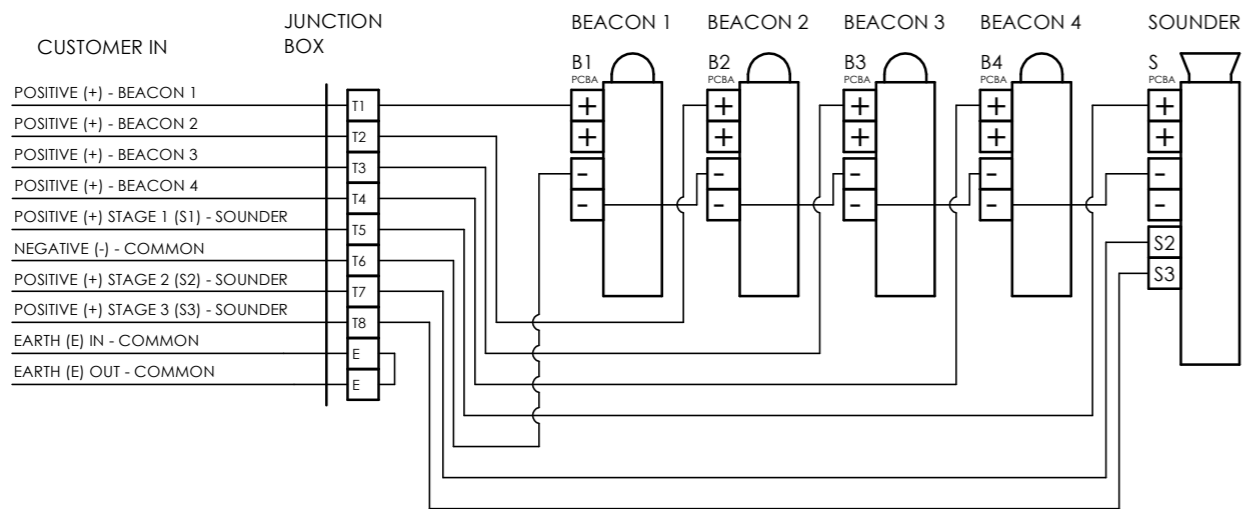 CUSTOMER IN
JUNCTION
BOX
BEACON 1
BEACON 2
BEACON 3
BEACON 4
SOUNDER
B1
PCBA
B2
PCBA
B3
PCBA
B4
PCBA
S
PCBA
POSITIVE (+) - BEACON 1
T1
POSITIVE (+) - BEACON 2
T2
POSITIVE (+) - BEACON 3
T3
POSITIVE (+) - BEACON 4
T4
POSITIVE (+) STAGE 1 (S1) - SOUNDER
T5
NEGATIVE (-) - COMMON
T6
POSITIVE (+) STAGE 2 (S2) - SOUNDER
T7
POSITIVE (+) STAGE 3 (S3) - SOUNDER
T8
EARTH (E) IN - COMMON
E
EARTH (E) OUT - COMMON
E
+ + + + +
+ + + + +
- - - - -
- - - - -
S2
S3